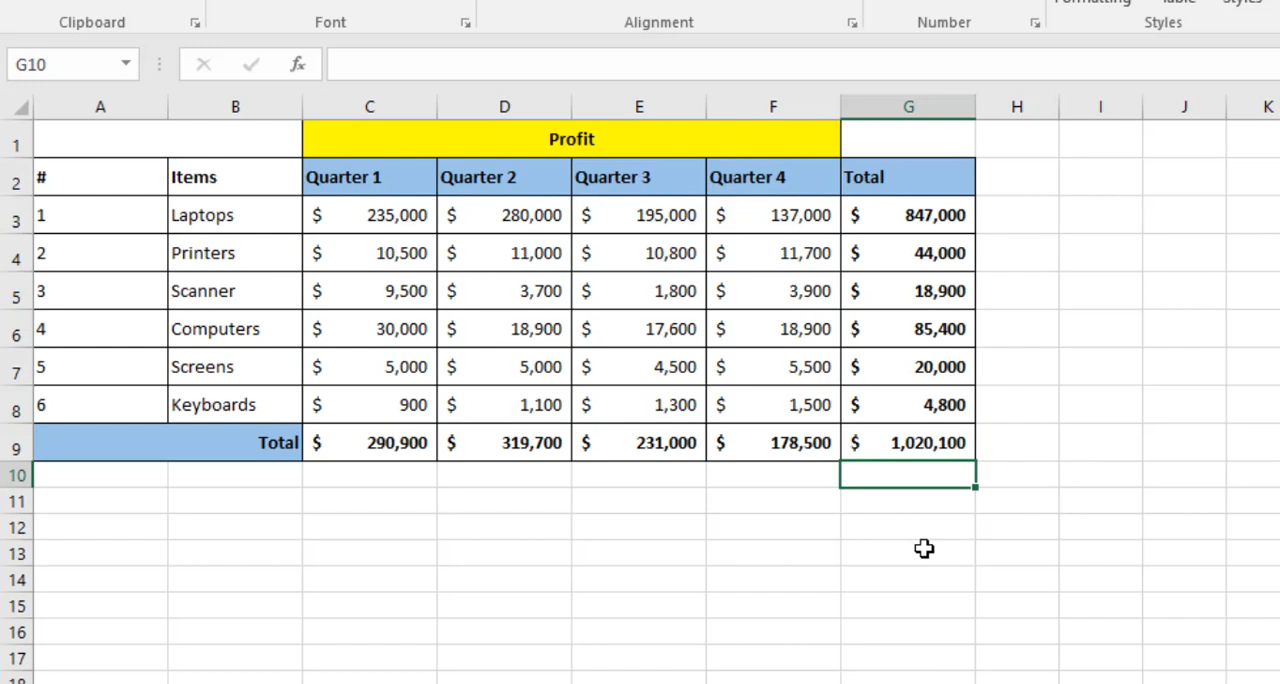 Formatting Table Styles
Clipboard Font Alignment Number Styles
G10 fx
A B C D E F G H I J K
1 Profit
2 # Items Quarter 1 Quarter 2 Quarter 3 Quarter 4 Total
3 1 Laptops $ 235,000 $ 280,000 $ 195,000 $ 137,000 $ 847,000
4 2 Printers $ 10,500 $ 11,000 $ 10,800 $ 11,700 $ 44,000
5 3 Scanner $ 9,500 $ 3,700 $ 1,800 $ 3,900 $ 18,900
6 4 Computers $ 30,000 $ 18,900 $ 17,600 $ 18,900 $ 85,400
7 5 Screens $ 5,000 $ 5,000 $ 4,500 $ 5,500 $ 20,000
8 6 Keyboards $ 900 $ 1,100 $ 1,300 $ 1,500 $ 4,800
9 Total $ 290,900 $ 319,700 $ 231,000 $ 178,500 $ 1,020,100
10
11
12
13
14
15
16
17
18